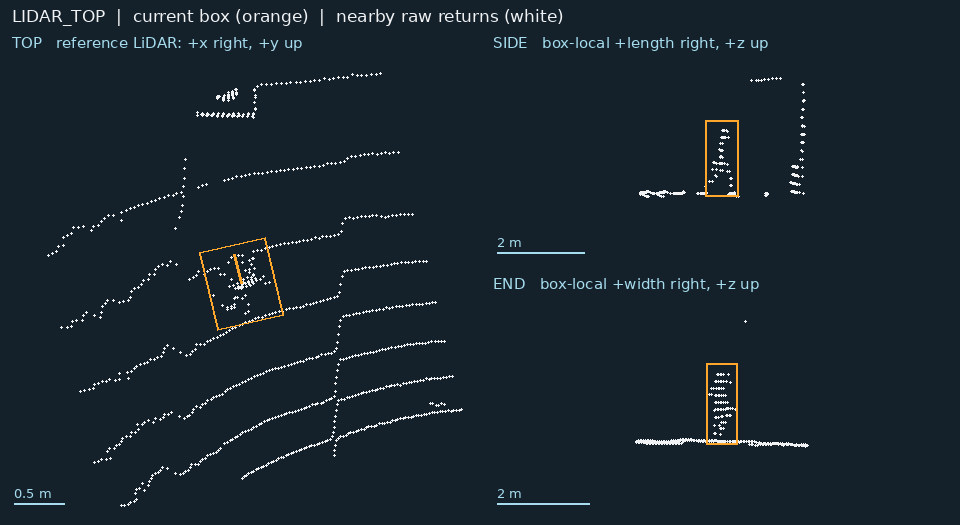 LIDAR_TOP | current box (orange) | nearby raw returns (white)
TOP reference LiDAR: +x right, +y up
SIDE box-local +length right, +z up
2 m
END box-local +width right, +z up
0.5 m
2 m